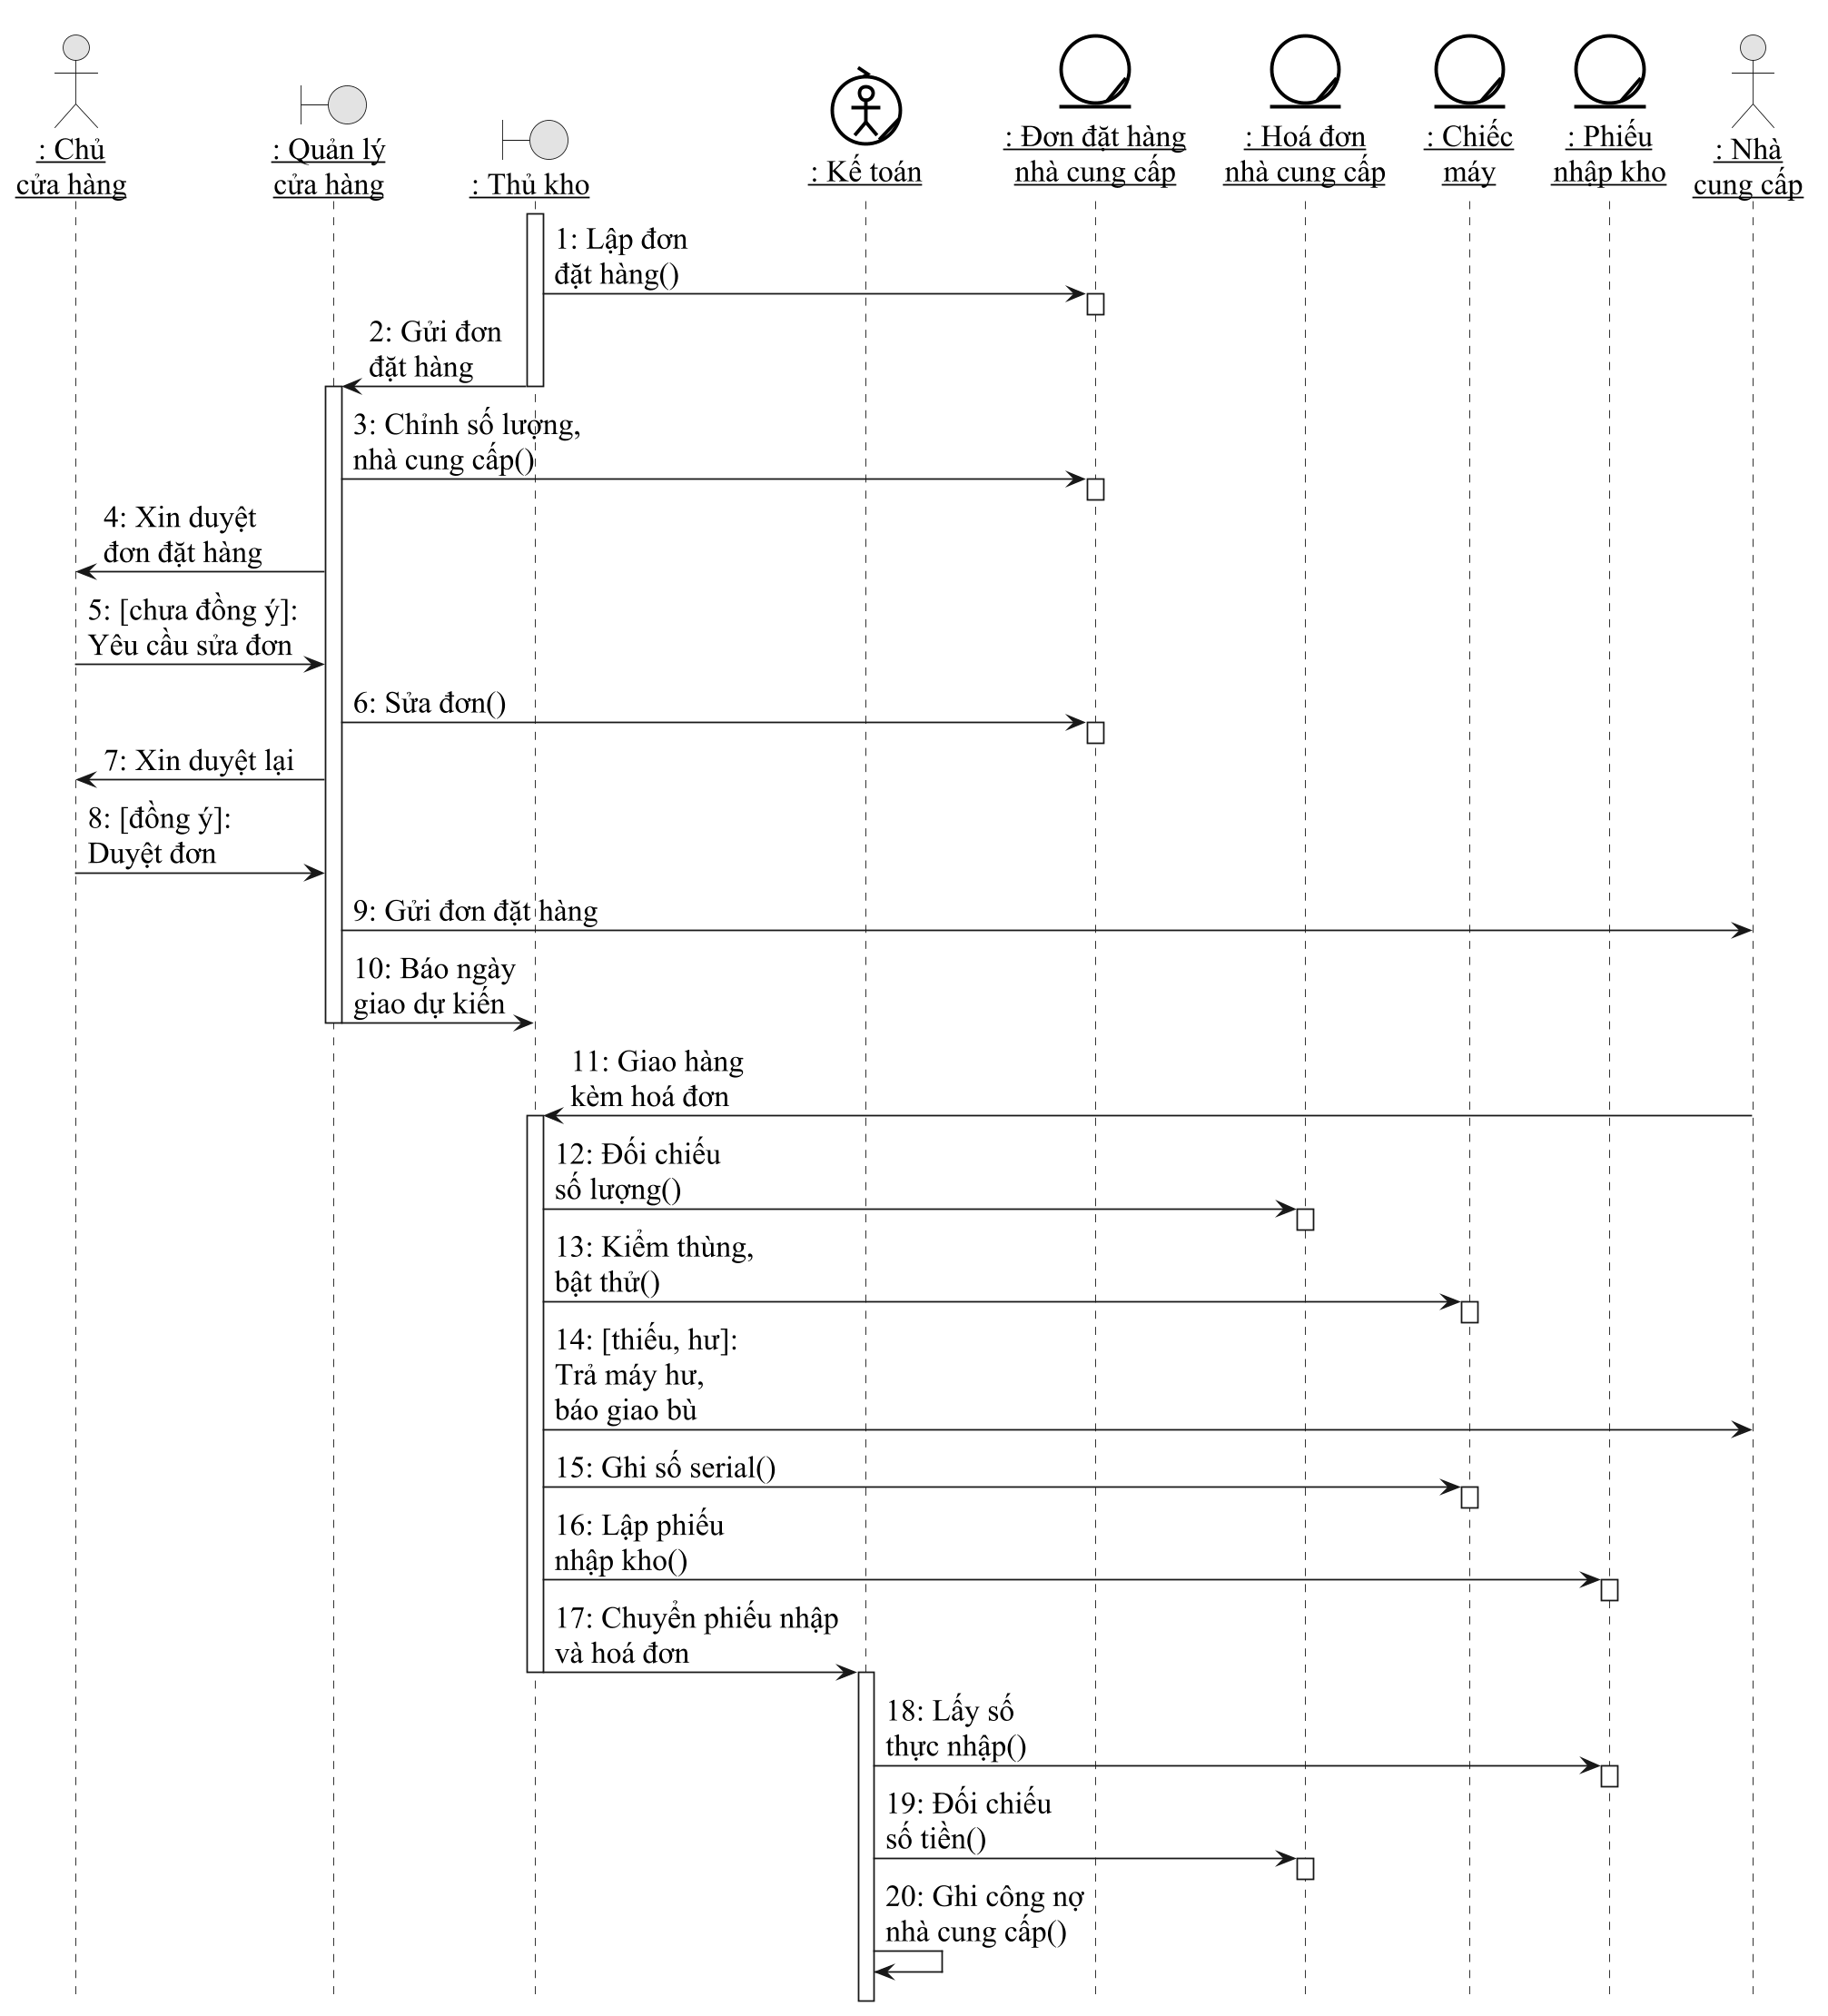 : Chủ
cửa hàng
: Quản lý
cửa hàng
: Thủ kho
: Kế toán
: Đơn đặt hàng
nhà cung cấp
: Hoá đơn
nhà cung cấp
: Chiếc
máy
: Phiếu
nhập kho
: Nhà
cung cấp
1: Lập đơn
đặt hàng()
2: Gửi đơn
đặt hàng
3: Chỉnh số lượng,
nhà cung cấp()
4: Xin duyệt
đơn đặt hàng
5: [chưa đồng ý]:
Yêu cầu sửa đơn
6: Sửa đơn()
7: Xin duyệt lại
8: [đồng ý]:
Duyệt đơn
9: Gửi đơn đặt hàng
10: Báo ngày
giao dự kiến
11: Giao hàng
kèm hoá đơn
12: Đối chiếu
số lượng()
13: Kiểm thùng,
bật thử()
14: [thiếu, hư]:
Trả máy hư,
báo giao bù
15: Ghi số serial()
16: Lập phiếu
nhập kho()
17: Chuyển phiếu nhập
và hoá đơn
18: Lấy số
thực nhập()
19: Đối chiếu
số tiền()
20: Ghi công nợ
nhà cung cấp()